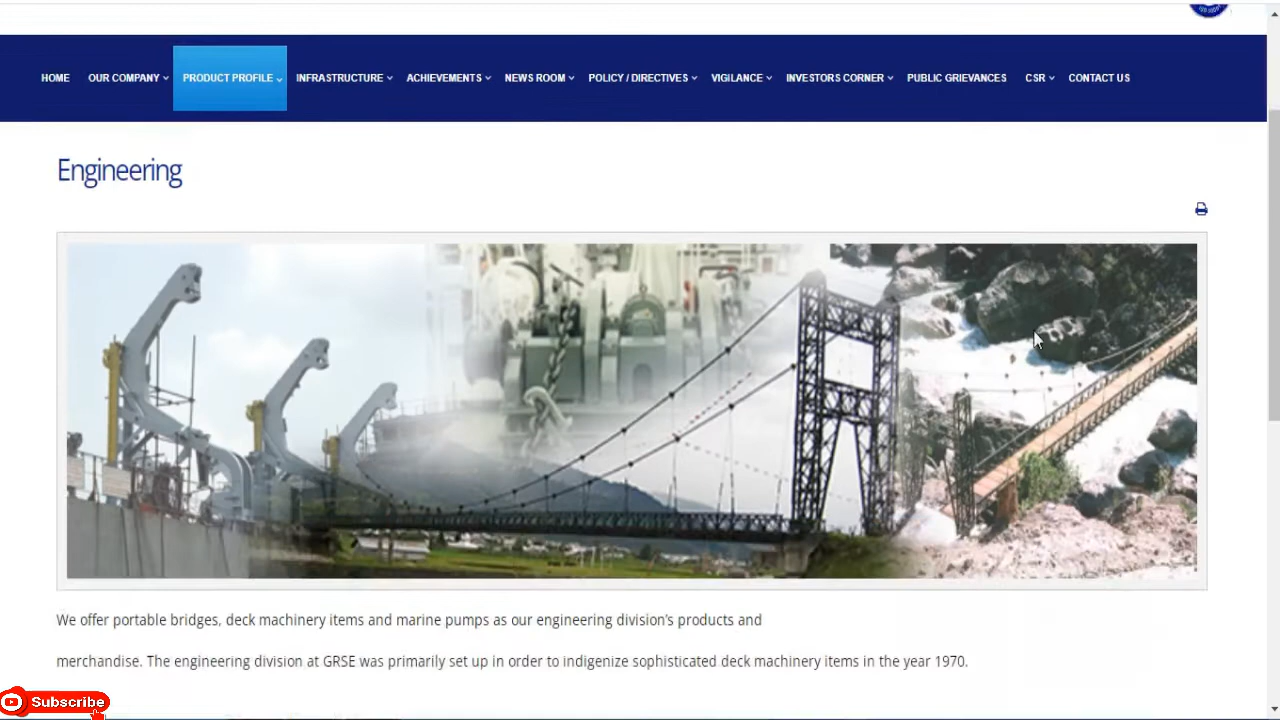 HOME OUR COMPANY PRODUCT PROFILE INFRASTRUCTURE ACHIEVEMENTS NEWS ROOM POLICY / DIRECTIVES VIGILANCE INVESTORS CORNER PUBLIC GRIEVANCES CSR CONTACT US
Engineering
We offer portable bridges, deck machinery items and marine pumps as our engineering division's products and
merchandise. The engineering division at GRSE was primarily set up in order to indigenize sophisticated deck machinery items in the year 1970.
Subscribe